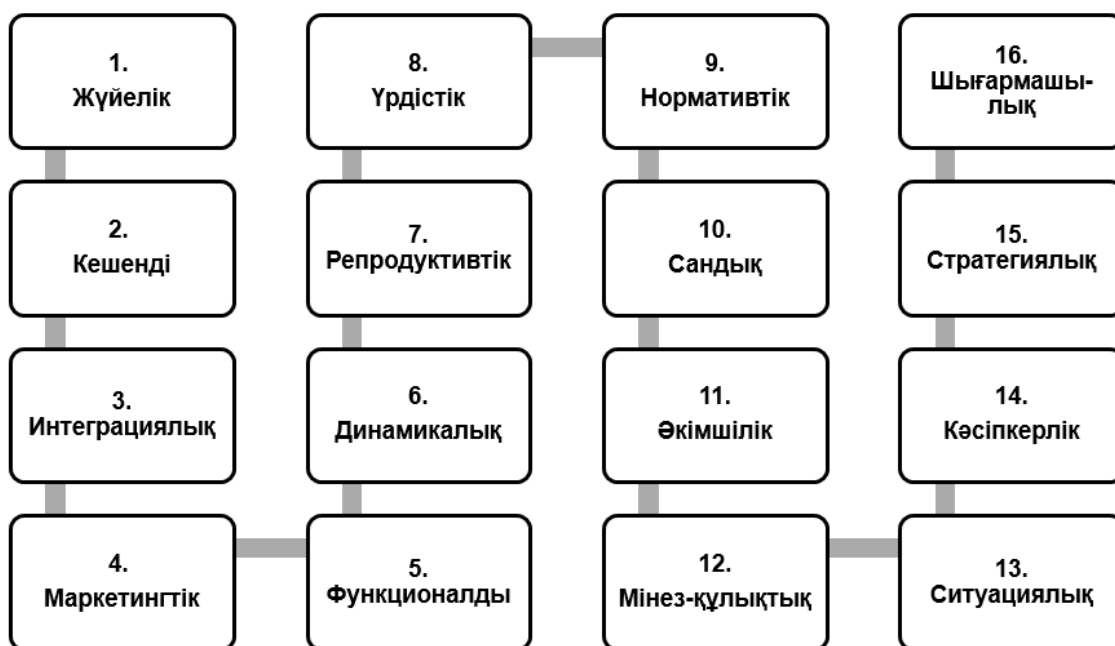 1.
Жүйелік
2.
Кешенді
3.
Интеграциялық
4.
Маркетингтік
5.
Функционалды
6.
Динамикалық
7.
Репродуктивтік
8.
Үрдістік
9.
Нормативтік
10.
Сандық
11.
Әкімшілік
12.
Мінез-құлықтық
13.
Ситуациялық
14.
Кәсіпкерлік
15.
Стратегиялық
16.
Шығармашы-
лық